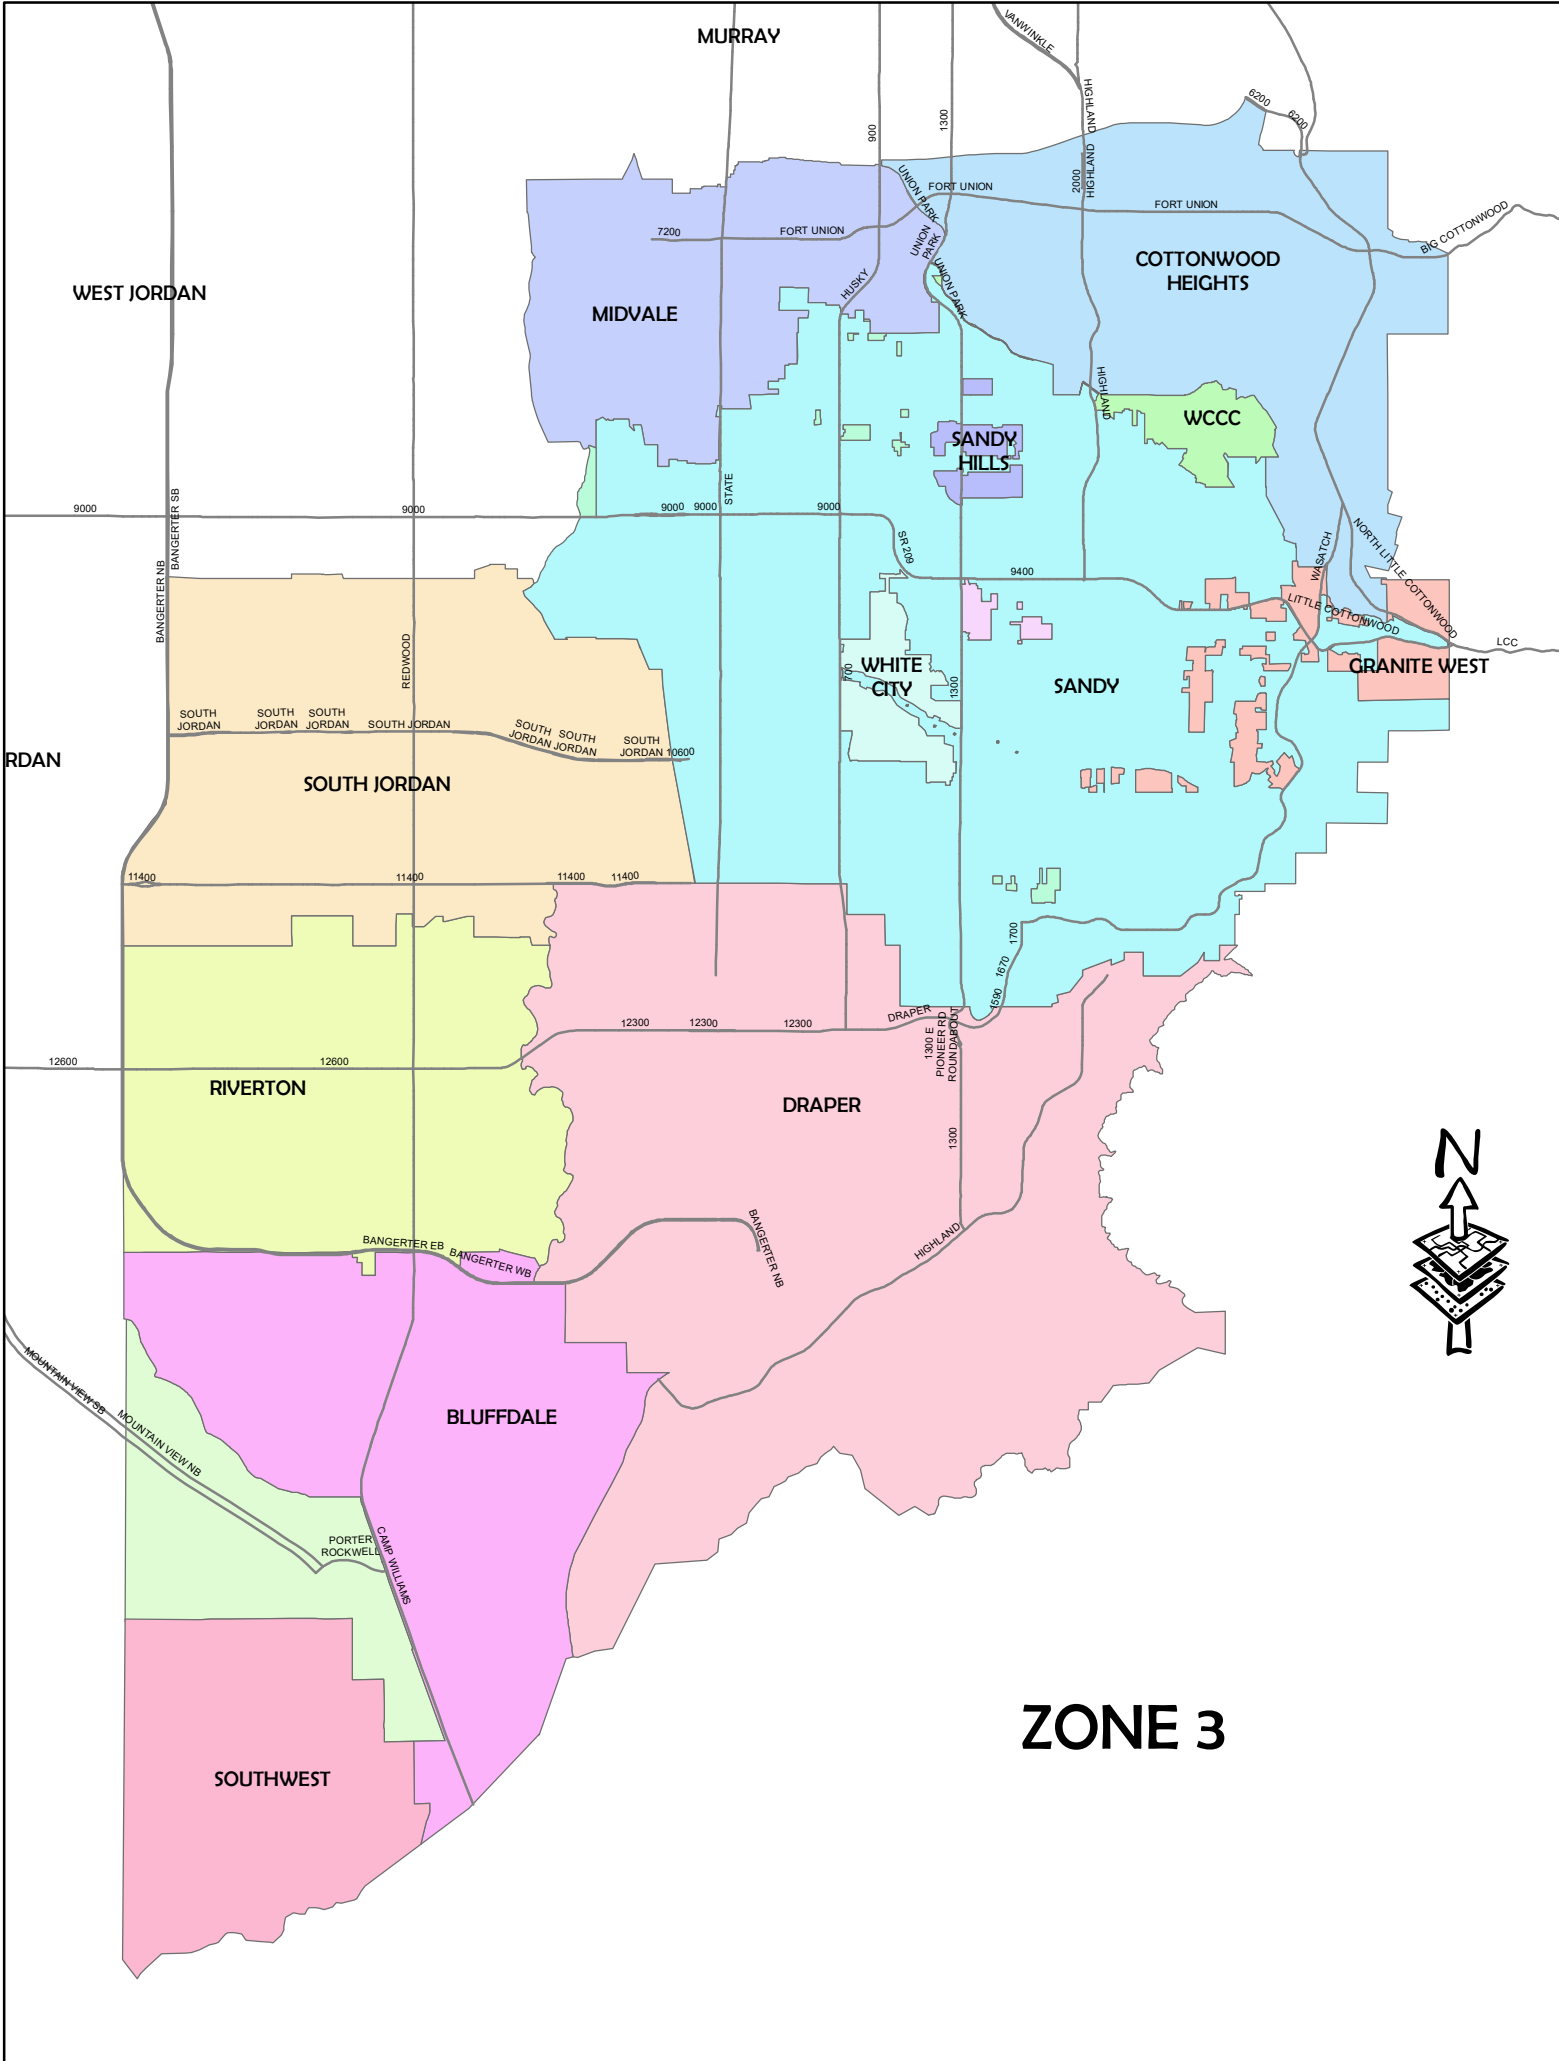 MURRAY
VANWINKLE
HIGHLAND
900
1300
6200
6200
HIGHLAND
2000
UNION PARK
FORT UNION
FORT UNION
BIG COTTONWOOD
7200
FORT UNION
UNION
PARK
UNION PARK
HUSKY
WEST JORDAN
MIDVALE
COTTONWOOD
HEIGHTS
HIGHLAND
WCCC
SANDY
HILLS
STATE
9000
BANGERTER SB
9000
9000
9000
9000
SR 209
9400
WASATCH
NORTH LITTLE COTTONWOOD
LITTLE COTTONWOOD
LCC
BANGERTER NB
REDWOOD
WHITE
CITY
700
1300
SANDY
GRANITE WEST
SOUTH
JORDAN
SOUTH
JORDAN
SOUTH
JORDAN
SOUTH JORDAN
SOUTH
JORDAN
SOUTH
JORDAN
SOUTH
JORDAN
10600
RDAN
SOUTH JORDAN
11400
11400
11400
11400
1700
1670
1590
DRAPER
12300
12300
12300
1300 E
PIONEER RD
ROUNDABOUT
12600
12600
RIVERTON
DRAPER
1300
N
BANGERTER NB
HIGHLAND
BANGERTER EB
BANGERTER WB
MOUNTAIN VIEW SB
MOUNTAIN VIEW NB
BLUFFDALE
PORTER
ROCKWELL
CAMP WILLIAMS
ZONE 3
SOUTHWEST